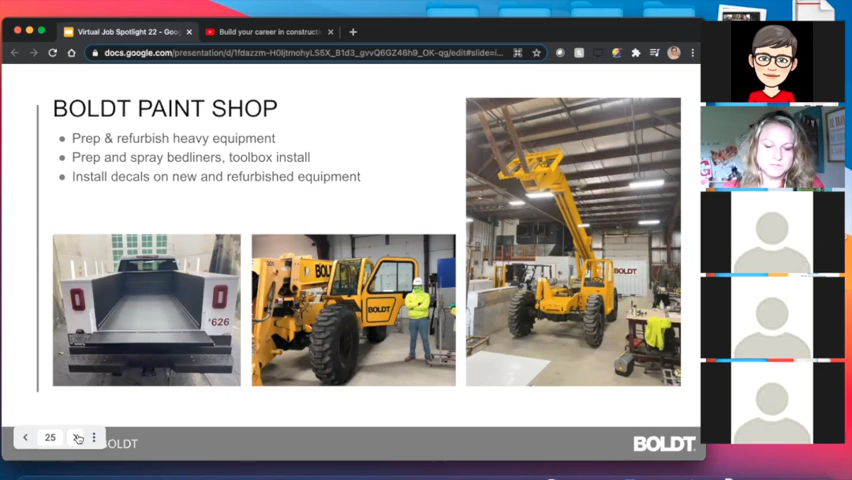 Virtual Job Spotlight 22 - Goo
Build your career in constructi
docs.google.com/presentation/d/1fdazzm-H0ljtmohyLS5X_B1d3_gvvQ6GZ46h9_OK-qg/edit#slide=i...
BOLDT PAINT SHOP
● Prep & refurbish heavy equipment
● Prep and spray bedliners, toolbox install
● Install decals on new and refurbished equipment
BOLDT
626
BOL
BOLDT
25
BOLDT
BOLDT